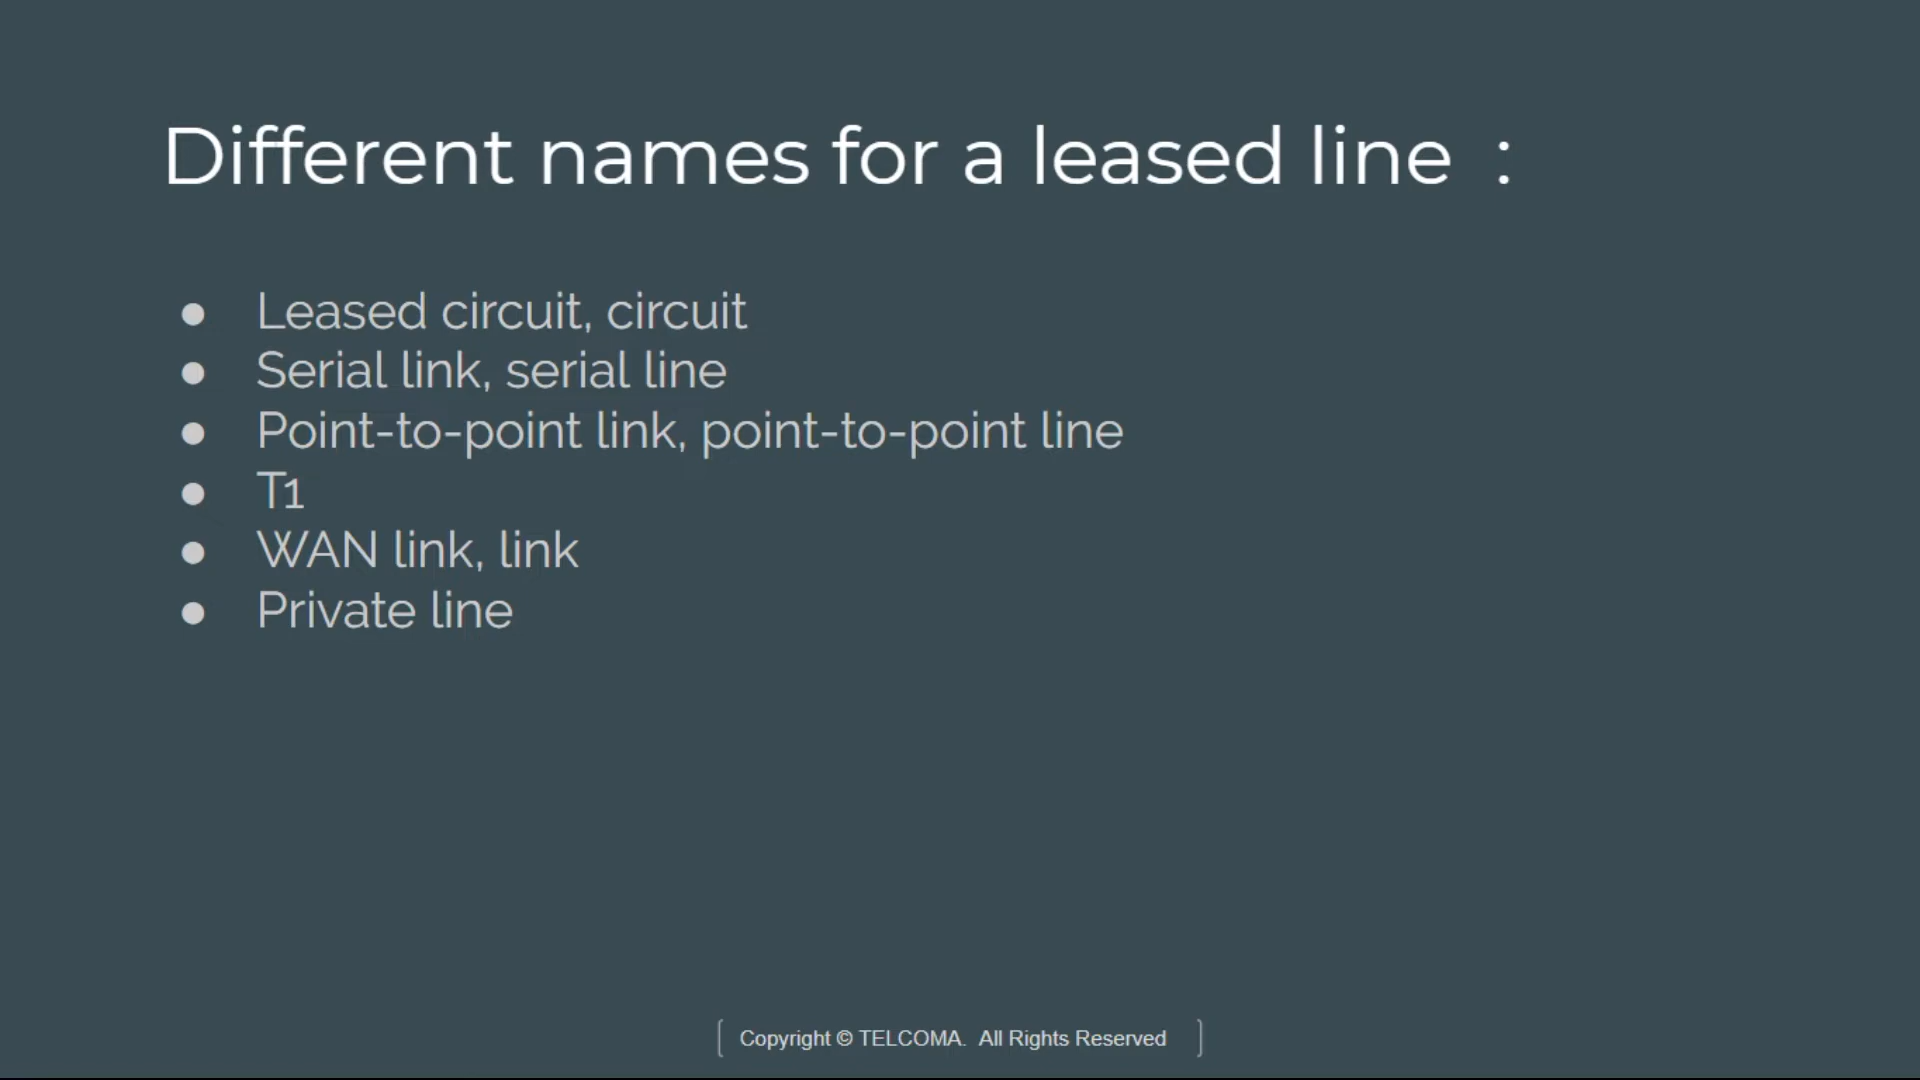 Different names for a leased line :
● Leased circuit, circuit
● Serial link, serial line
● Point-to-point link, point-to-point line
● T1
● WAN link, link
● Private line
[ Copyright © TELCOMA. All Rights Reserved ]